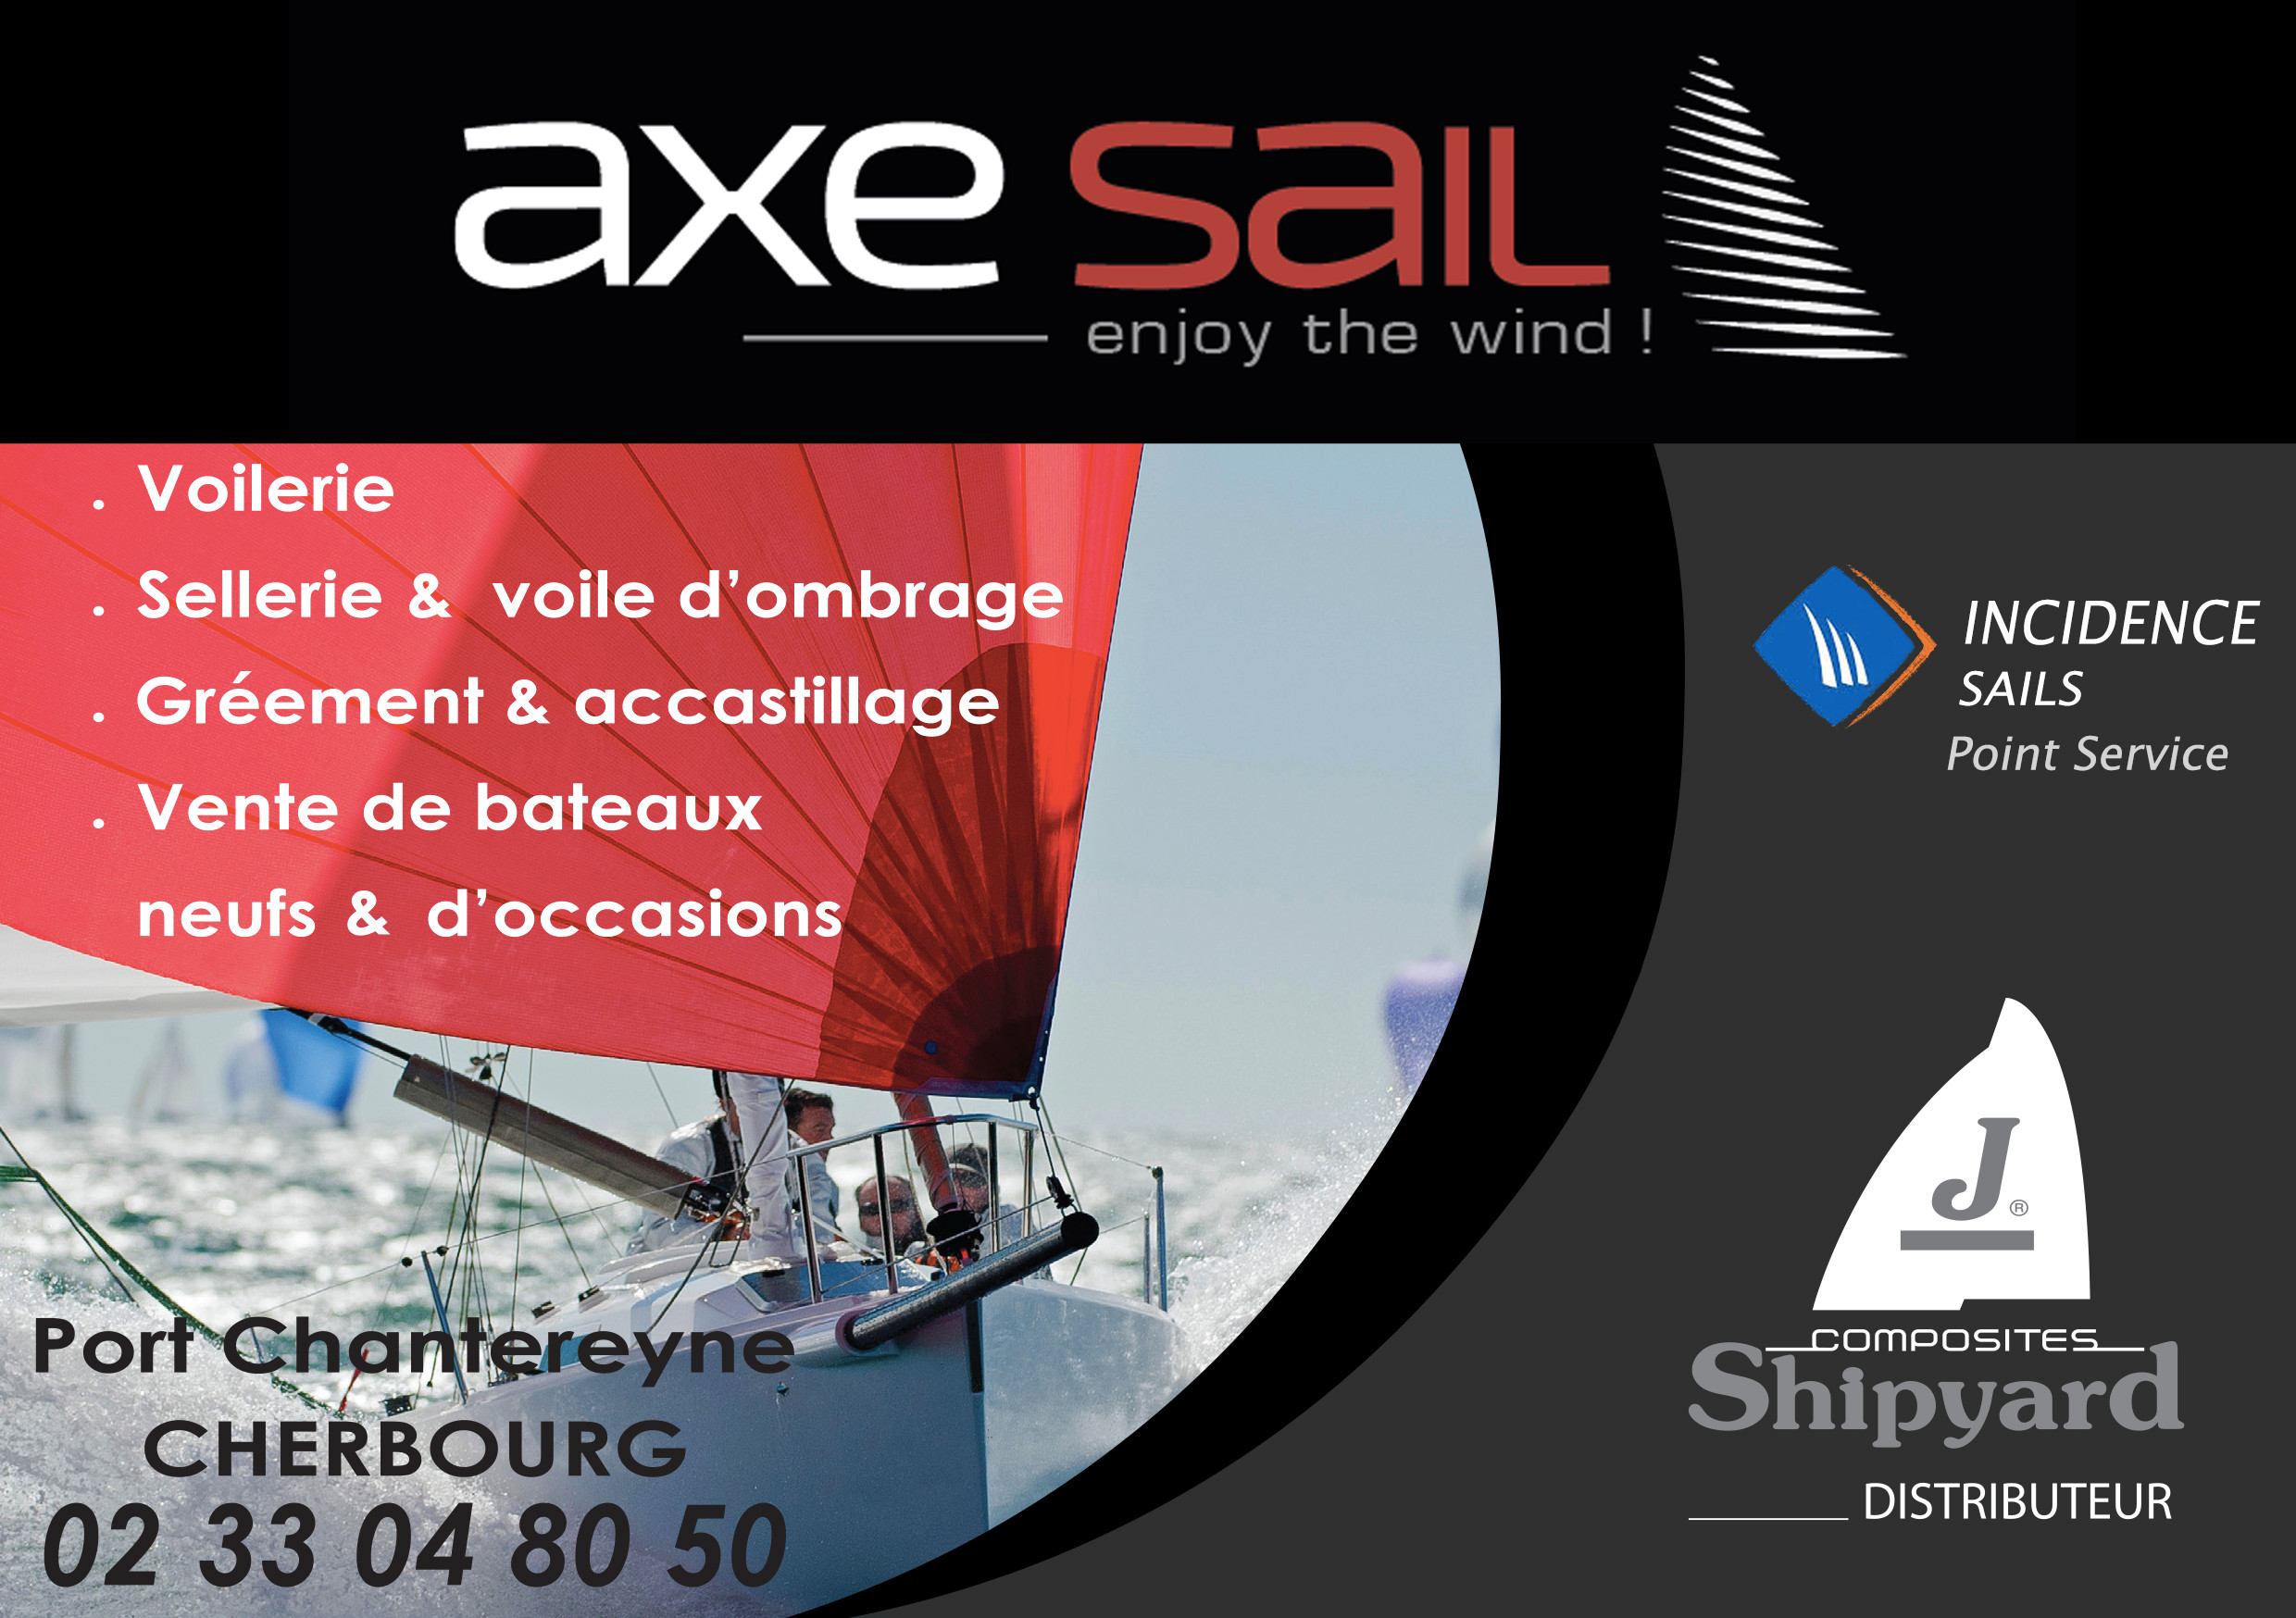 axe sail
enjoy the wind !
. Voilerie
. Sellerie & voile d’ombrage
. Gréement & accastillage
. Vente de bateaux
neufs & d’occasions
Port Chantereyne
CHERBOURG
02 33 04 80 50
INCIDENCE
SAILS
Point Service
J®
COMPOSITES
Shipyard
DISTRIBUTEUR